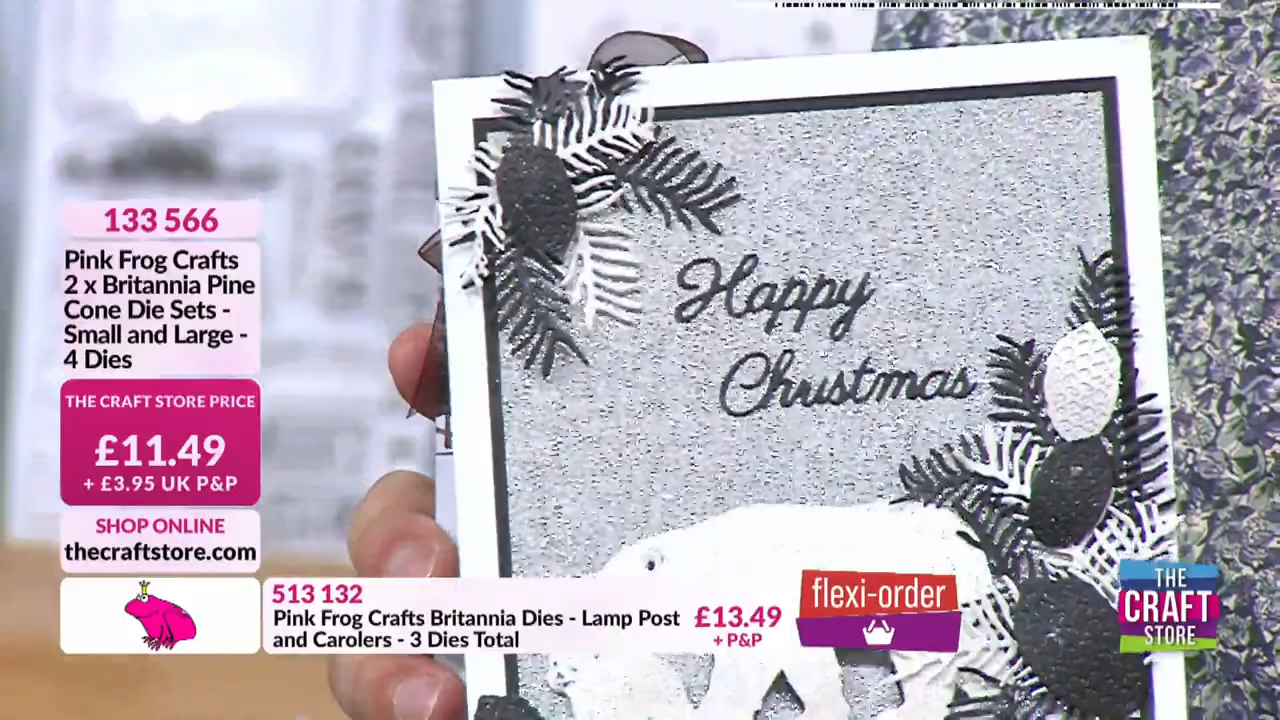 133 566
Pink Frog Crafts
2 x Britannia Pine
Cone Die Sets -
Small and Large -
4 Dies
THE CRAFT STORE PRICE
£11.49
+ £3.95 UK P&P
SHOP ONLINE
thecraftstore.com
Happy
Christmas
513 132
Pink Frog Crafts Britannia Dies - Lamp Post
and Carolers - 3 Dies Total
£13.49
+ P&P
flexi-order
THE
CRAFT
STORE